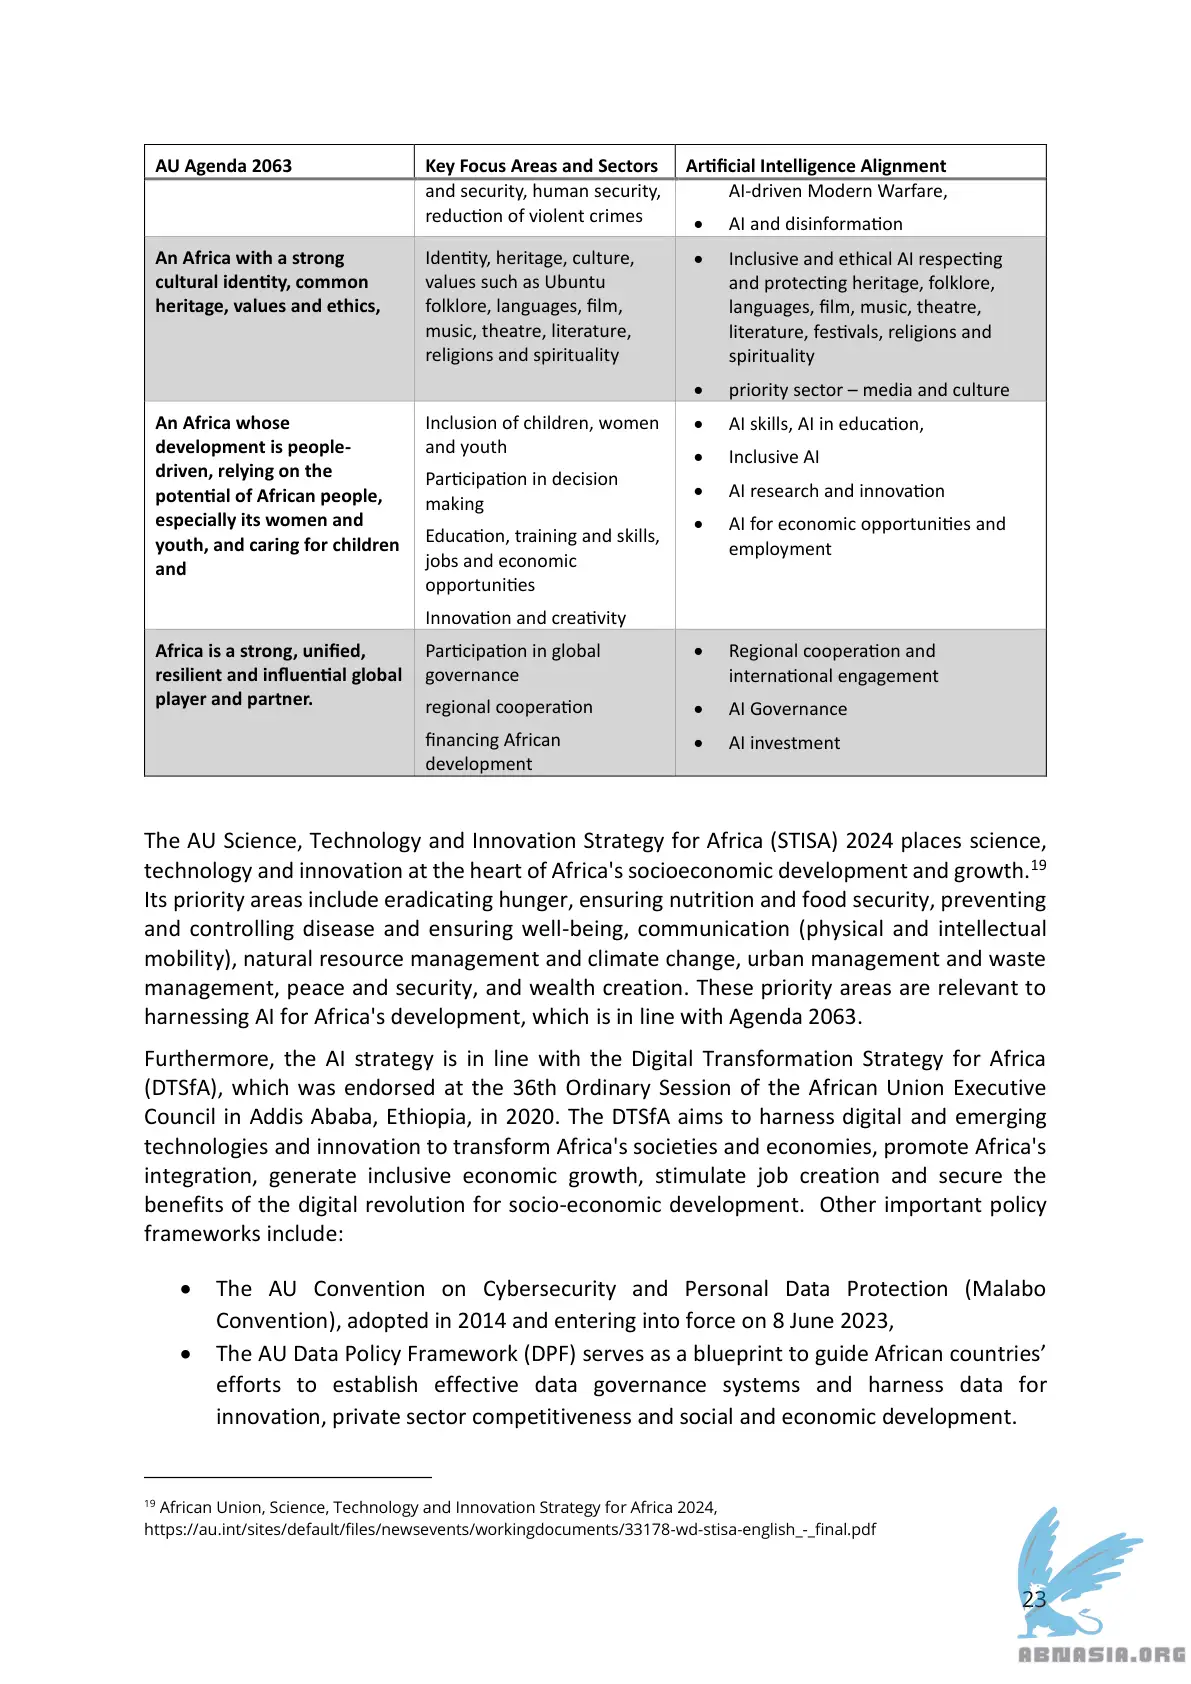 AU Agenda 2063 Key Focus Areas and Sectors Artificial Intelligence Alignment
and security, human security,
reduction of violent crimes
AI-driven Modern Warfare,
• AI and disinformation
An Africa with a strong
cultural identity, common
heritage, values and ethics,
Identity, heritage, culture,
values such as Ubuntu
folklore, languages, film,
music, theatre, literature,
religions and spirituality
• Inclusive and ethical AI respecting
and protecting heritage, folklore,
languages, film, music, theatre,
literature, festivals, religions and
spirituality
• priority sector – media and culture
An Africa whose
development is people-
driven, relying on the
potential of African people,
especially its women and
youth, and caring for children
and
Inclusion of children, women
and youth
Participation in decision
making
Education, training and skills,
jobs and economic
opportunities
Innovation and creativity
• AI skills, AI in education,
• Inclusive AI
• AI research and innovation
• AI for economic opportunities and
employment
Africa is a strong, unified,
resilient and influential global
player and partner.
Participation in global
governance
regional cooperation
financing African
development
• Regional cooperation and
international engagement
• AI Governance
• AI investment
The AU Science, Technology and Innovation Strategy for Africa (STISA) 2024 places science,
technology and innovation at the heart of Africa's socioeconomic development and growth.19
Its priority areas include eradicating hunger, ensuring nutrition and food security, preventing
and controlling disease and ensuring well-being, communication (physical and intellectual
mobility), natural resource management and climate change, urban management and waste
management, peace and security, and wealth creation. These priority areas are relevant to
harnessing AI for Africa's development, which is in line with Agenda 2063.
Furthermore, the AI strategy is in line with the Digital Transformation Strategy for Africa
(DTSfA), which was endorsed at the 36th Ordinary Session of the African Union Executive
Council in Addis Ababa, Ethiopia, in 2020. The DTSfA aims to harness digital and emerging
technologies and innovation to transform Africa's societies and economies, promote Africa's
integration, generate inclusive economic growth, stimulate job creation and secure the
benefits of the digital revolution for socio-economic development. Other important policy
frameworks include:
• The AU Convention on Cybersecurity and Personal Data Protection (Malabo
Convention), adopted in 2014 and entering into force on 8 June 2023,
• The AU Data Policy Framework (DPF) serves as a blueprint to guide African countries’
efforts to establish effective data governance systems and harness data for
innovation, private sector competitiveness and social and economic development.
19 African Union, Science, Technology and Innovation Strategy for Africa 2024,
https://au.int/sites/default/files/newsevents/workingdocuments/33178-wd-stisa-english_-_final.pdf
23
ABNASIA.ORG